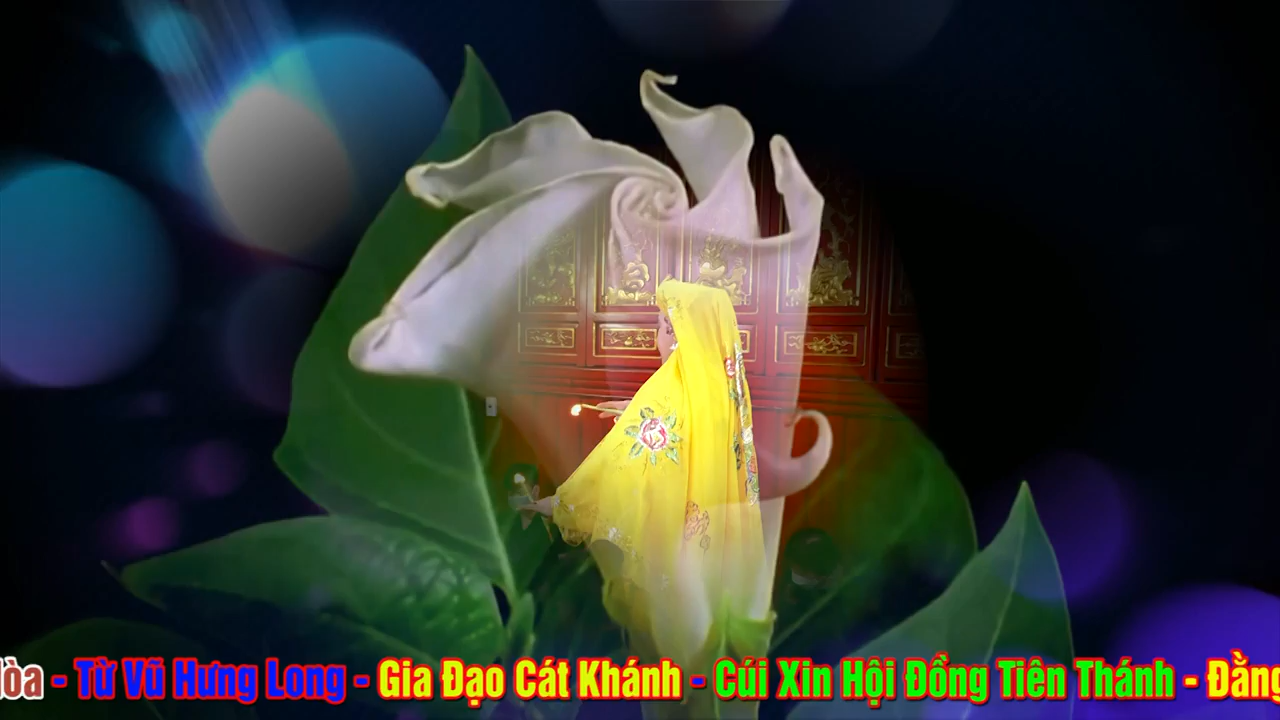 - Từ Vũ Hưng Long - Gia Đạo Cát Khánh - Cúi Xin Hội Đồng Tiên Thánh -